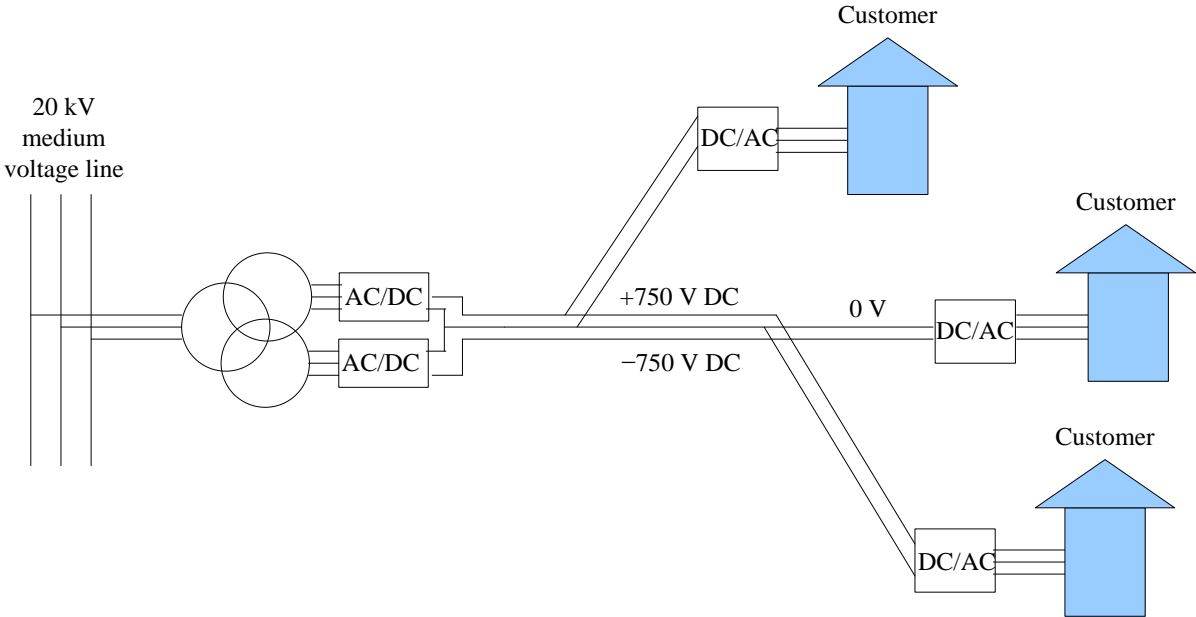 Customer
20 kV
medium
voltage line
DC/AC
Customer
AC/DC
+750 V DC
0 V
DC/AC
AC/DC
−750 V DC
Customer
DC/AC